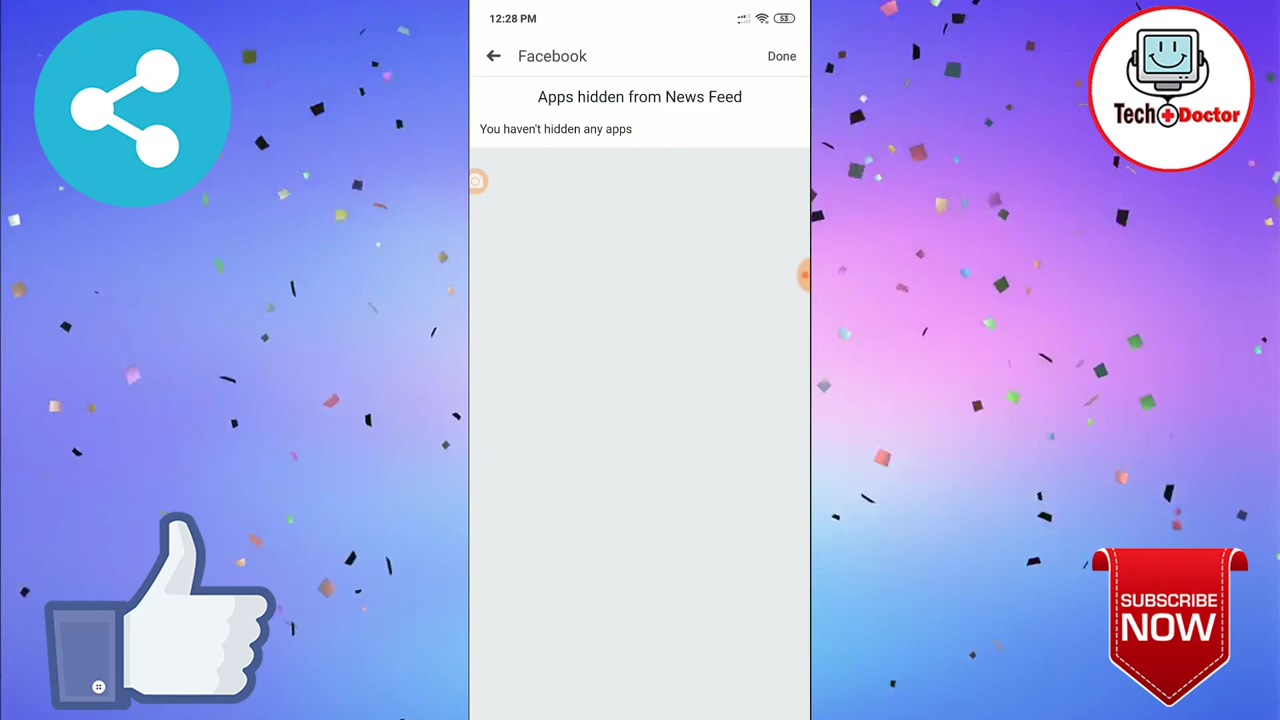 12:28 PM
53
Facebook
Done
Apps hidden from News Feed
You haven't hidden any apps
Tech Doctor
SUBSCRIBE
NOW